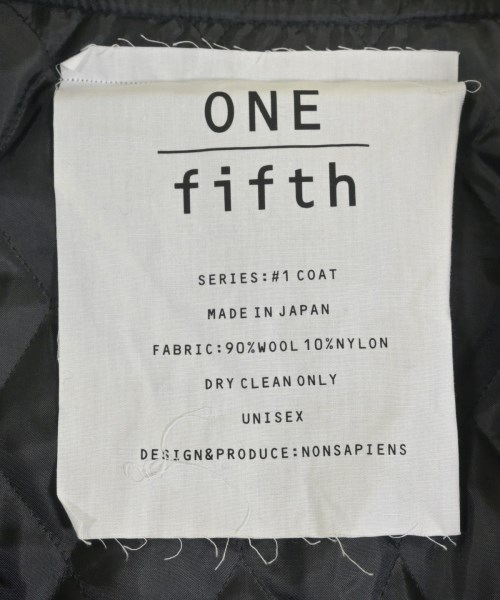 ONE
fifth
SERIES:#1 COAT
MADE IN JAPAN
FABRIC:90%WOOL 10%NYLON
DRY CLEAN ONLY
UNISEX
DESIGN&PRODUCE:NONSAPIENS